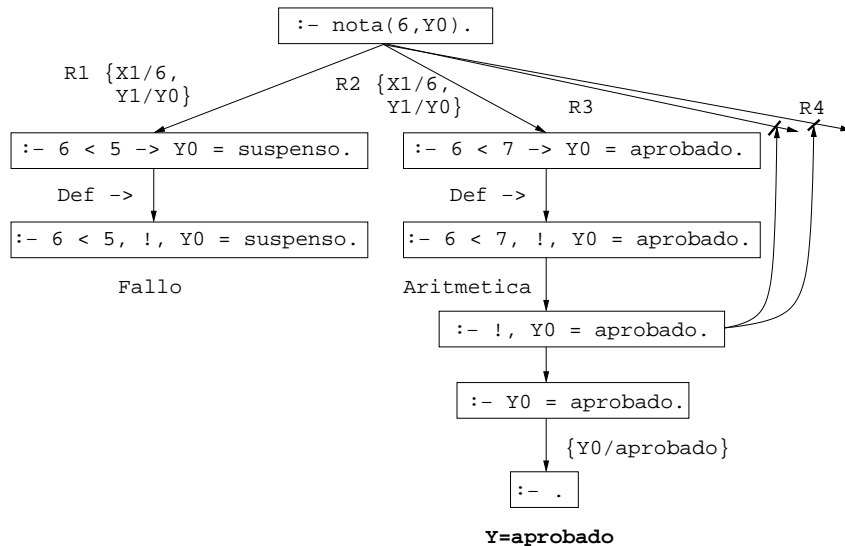 :- nota(6,Y0).
R1 {X1/6,
Y1/Y0}
R2 {X1/6,
Y1/Y0}
R3
R4
:- 6 < 5 -> Y0 = suspenso.
:- 6 < 7 -> Y0 = aprobado.
Def ->
Def ->
:- 6 < 5, !, Y0 = suspenso.
:- 6 < 7, !, Y0 = aprobado.
Fallo
Aritmetica
:- !, Y0 = aprobado.
:- Y0 = aprobado.
{Y0/aprobado}
:- .
Y=aprobado